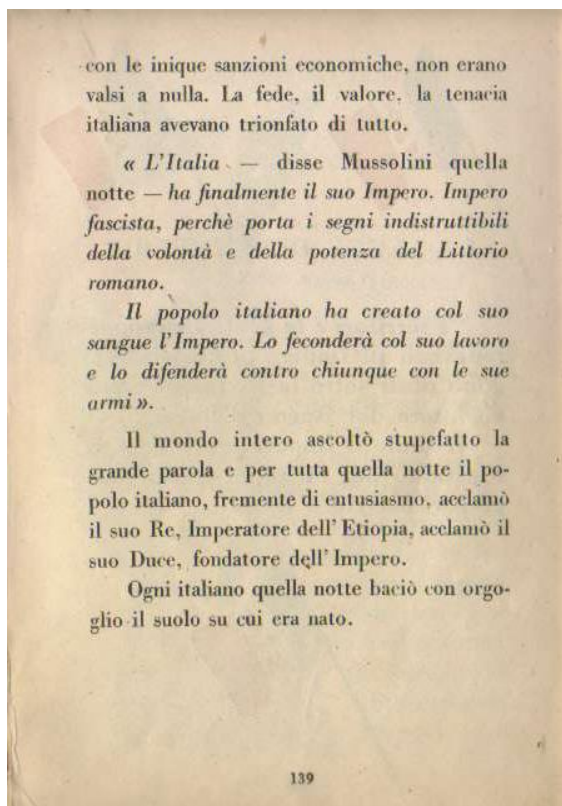 con le inique sanzioni economiche, non erano
valsi a nulla. La fede, il valore, la tenacia
italiana avevano trionfato di tutto.
« L'Italia — disse Mussolini quella
notte — ha finalmente il suo Impero. Impero
fascista, perchè porta i segni indistruttibili
della volontà e della potenza del Littorio
romano.
Il popolo italiano ha creato col suo
sangue l'Impero. Lo feconderà col suo lavoro
e lo difenderà contro chiunque con le sue
armi ».
Il mondo intero ascoltò stupefatto la
grande parola e per tutta quella notte il po-
polo italiano, fremente di entusiasmo, acclamò
il suo Re, Imperatore dell' Etiopia, acclamò il
suo Duce, fondatore dell' Impero.
Ogni italiano quella notte baciò con orgo-
glio il suolo su cui era nato.
139